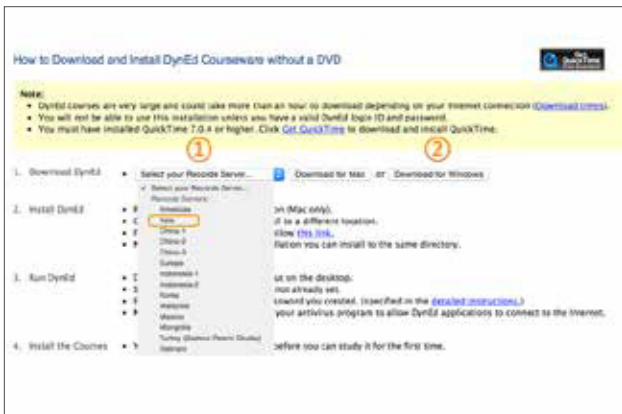 How to Download and Install DynEd Courseware without a DVD
Get QuickTime
Note:
• DynEd courses are very large and could take more than an hour to download depending on your Internet connection (Download times).
• You will not be able to use this installation unless you have a valid DynEd login ID and password.
• You must have installed QuickTime 7.0.4 or higher. Click Get QuickTime to download and install QuickTime.
① ②
1. Download DynEd • Select your Records Server... Download for Mac or Download for Windows
✓ Select your Records Server...
Records Servers:
2. Install DynEd • Americas on (Mac only).
Asia to a different location.
China-1 llow this link.
China-2 llation you can install to the same directory.
China-3
Europe
3. Run DynEd • Indonesia-1 ut on the desktop.
Indonesia-2 not already set.
Korea sword you created. (specified in the detailed instructions.)
Malaysia your antivirus program to allow DynEd applications to connect to the Internet.
Mexico
Mongolia
Turkey
4. Install the Courses • Vietnam before you can study it for the first time.